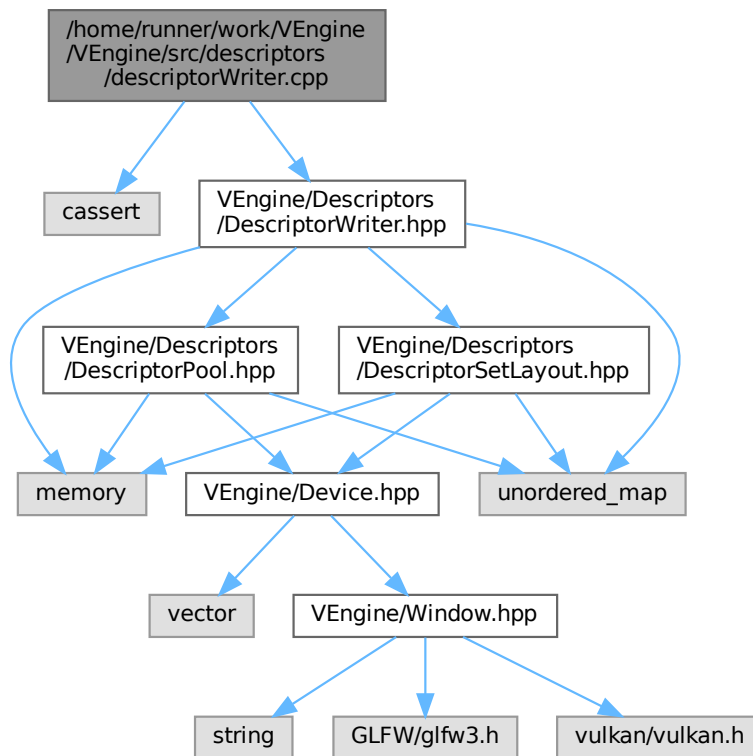 /home/runner/work/VEngine
/VEngine/src/descriptors
/descriptorWriter.cpp
cassert
VEngine/Descriptors
/DescriptorWriter.hpp
VEngine/Descriptors
/DescriptorPool.hpp
VEngine/Descriptors
/DescriptorSetLayout.hpp
memory
VEngine/Device.hpp
unordered_map
vector
VEngine/Window.hpp
string
GLFW/glfw3.h
vulkan/vulkan.h